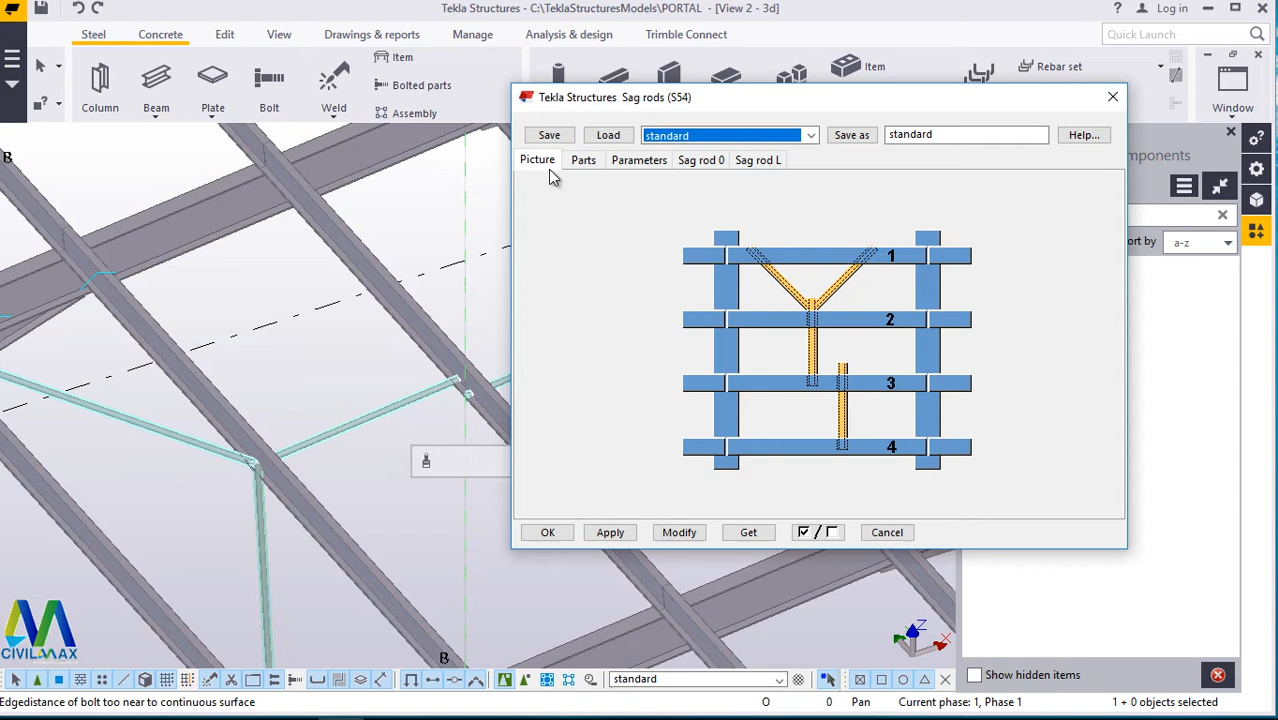 Tekla Structures - C:\TeklaStructuresModels\PORTAL - [View 2 - 3d]
? Log in
Steel Concrete Edit View Drawings & reports Manage Analysis & design Trimble Connect
Quick Launch
Item
Column Beam Plate Bolt Weld
Bolted parts
Assembly
Item
Rebar set
Window
Tekla Structures Sag rods (S54)
Save Load standard Save as standard Help...
Picture Parts Parameters Sag rod 0 Sag rod L
mponents
ort by a-z
B
1
2
3
4
OK Apply Modify Get / Cancel
CIVILMAX
B
Z
X
standard
Show hidden items
Edgedistance of bolt too near to continuous surface
O 0 Pan Current phase: 1, Phase 1 1 + 0 objects selected